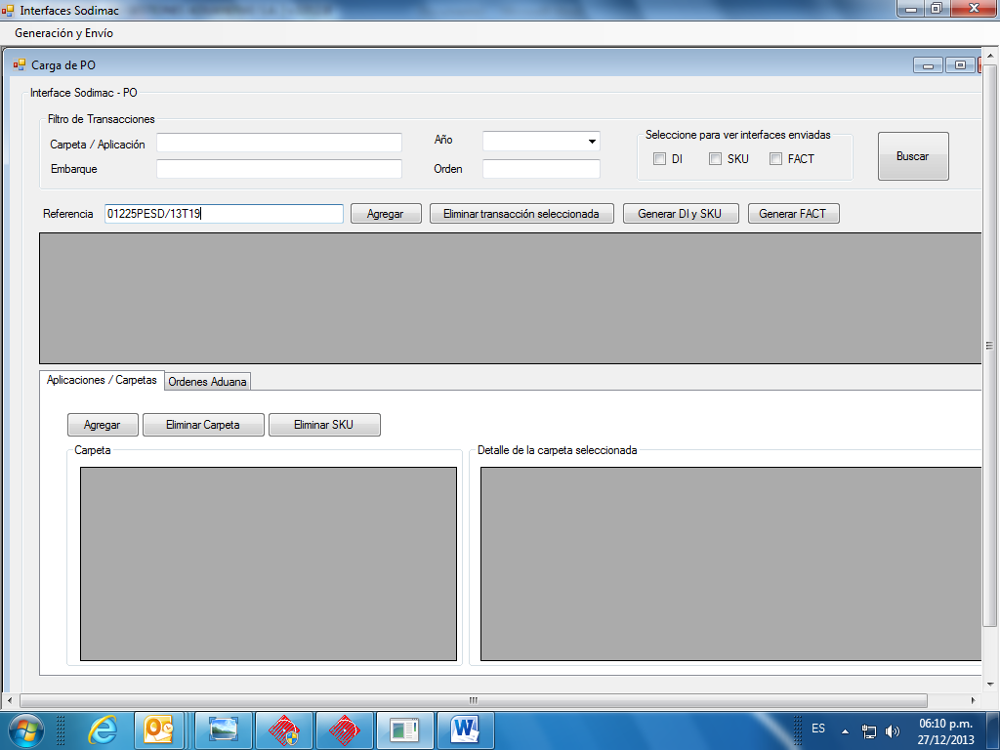 Interfaces Sodimac
Generación y Envío
Carga de PO
Interface Sodimac - PO
Filtro de Transacciones
Carpeta / Aplicación
Año
Seleccione para ver interfaces enviadas
Embarque
Orden
DI
SKU
FACT
Buscar
Referencia
01225PESD/13T19
Agregar
Eliminar transacción seleccionada
Generar DI y SKU
Generar FACT
Aplicaciones / Carpetas
Ordenes Aduana
Agregar
Eliminar Carpeta
Eliminar SKU
Carpeta
Detalle de la carpeta seleccionada
ES
06:10 p.m.
27/12/2013